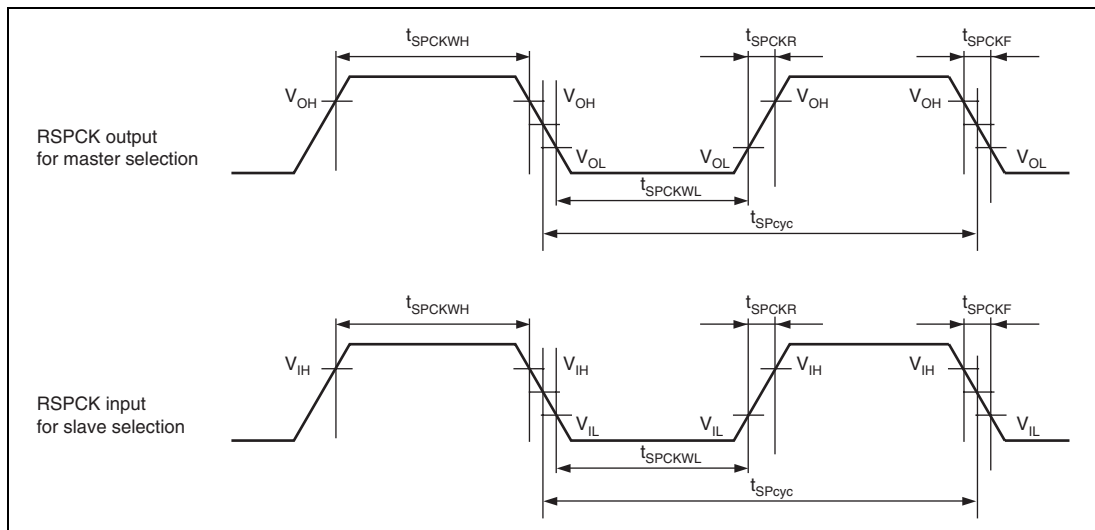 tSPCKWH tSPCKR tSPCKF
VOH VOH VOH VOH
RSPCK output
for master selection
VOL VOL VOL
tSPCKWL
tSPcyc
tSPCKWH tSPCKR tSPCKF
VIH VIH VIH VIH
RSPCK input
for slave selection
VIL VIL VIL
tSPCKWL
tSPcyc